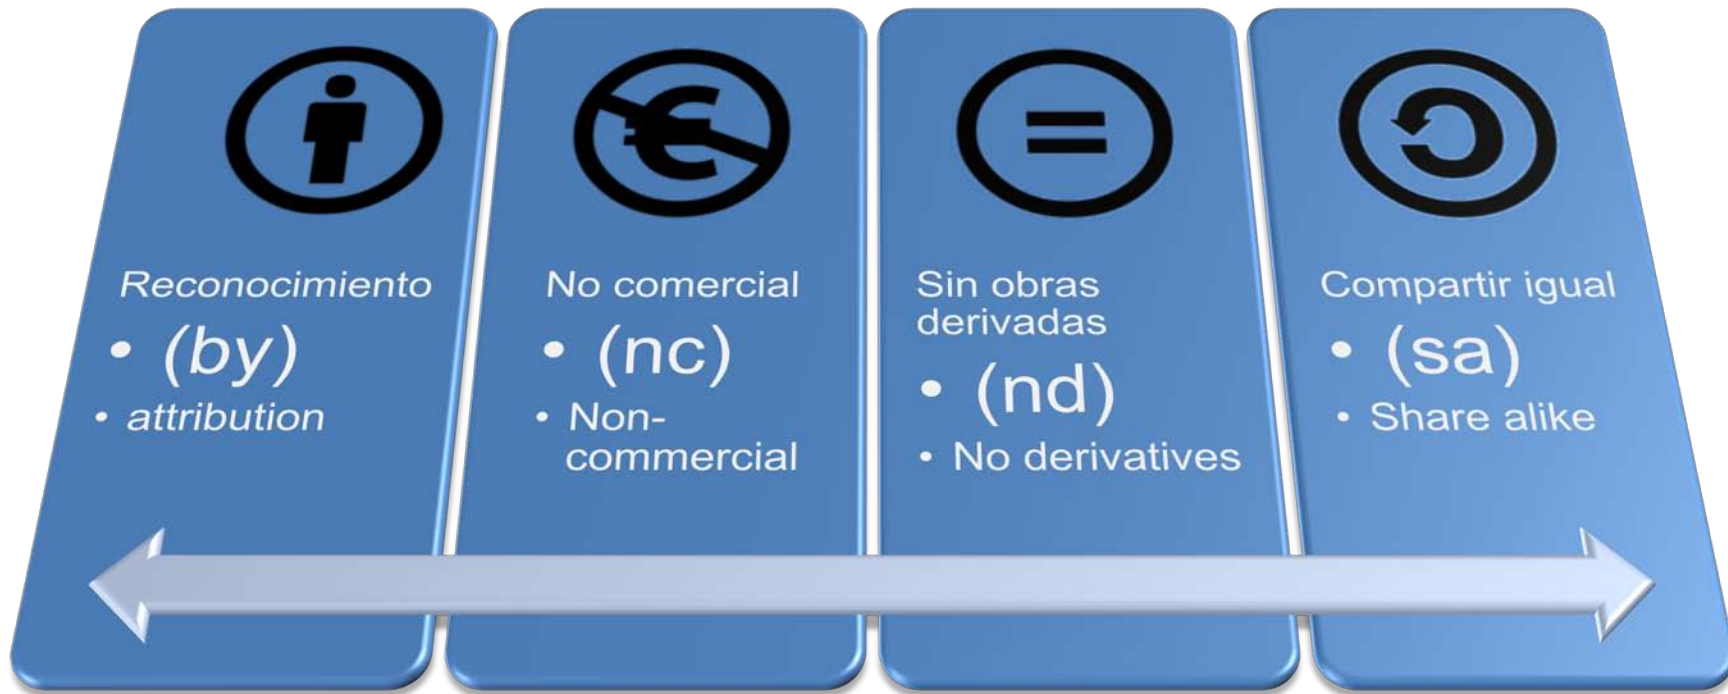 Reconocimiento
• (by)
• attribution
No comercial
• (nc)
• Non-
commercial
Sin obras
derivadas
• (nd)
• No derivatives
Compartir igual
• (sa)
• Share alike